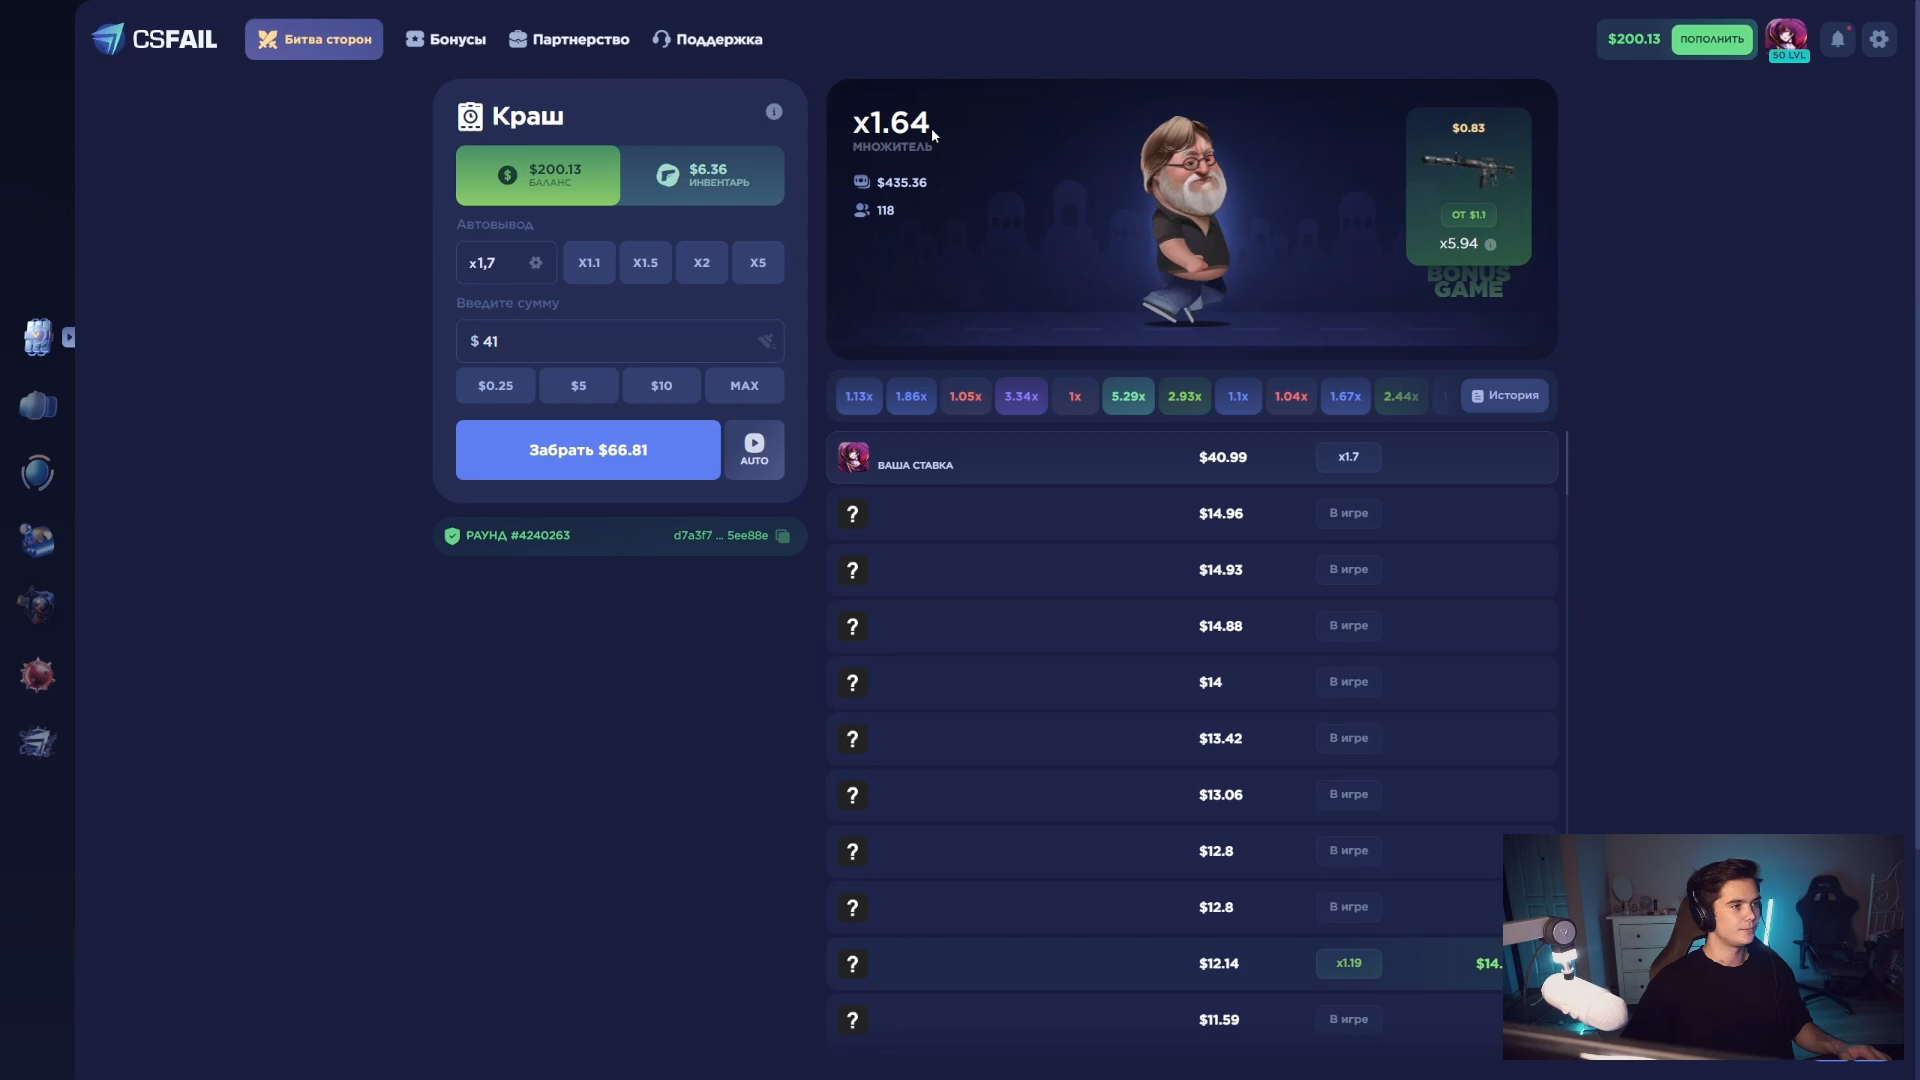 CSFAIL
Битва сторон
Бонусы
Партнерство
Поддержка
$200.13
ПОПОЛНИТЬ
50 LVL
Краш
$200.13
БАЛАНС
$6.36
ИНВЕНТАРЬ
Автовывод
x1,7
X1.1
X1.5
X2
X5
Введите сумму
$ 41
$0.25
$5
$10
MAX
Забрать $66.81
AUTO
РАУНД #4240263
d7a3f7 ... 5ee88e
x1.64
МНОЖИТЕЛЬ
$435.36
118
$0.83
ОТ $1.1
x5.94
BONUS
GAME
1.13x
1.86x
1.05x
3.34x
1x
5.29x
2.93x
1.1x
1.04x
1.67x
2.44x
История
ВАША СТАВКА
$40.99
x1.7
?
$14.96
В игре
?
$14.93
В игре
?
$14.88
В игре
?
$14
В игре
?
$13.42
В игре
?
$13.06
В игре
?
$12.8
В игре
?
$12.8
В игре
?
$12.14
x1.19
$14.
?
$11.59
В игре